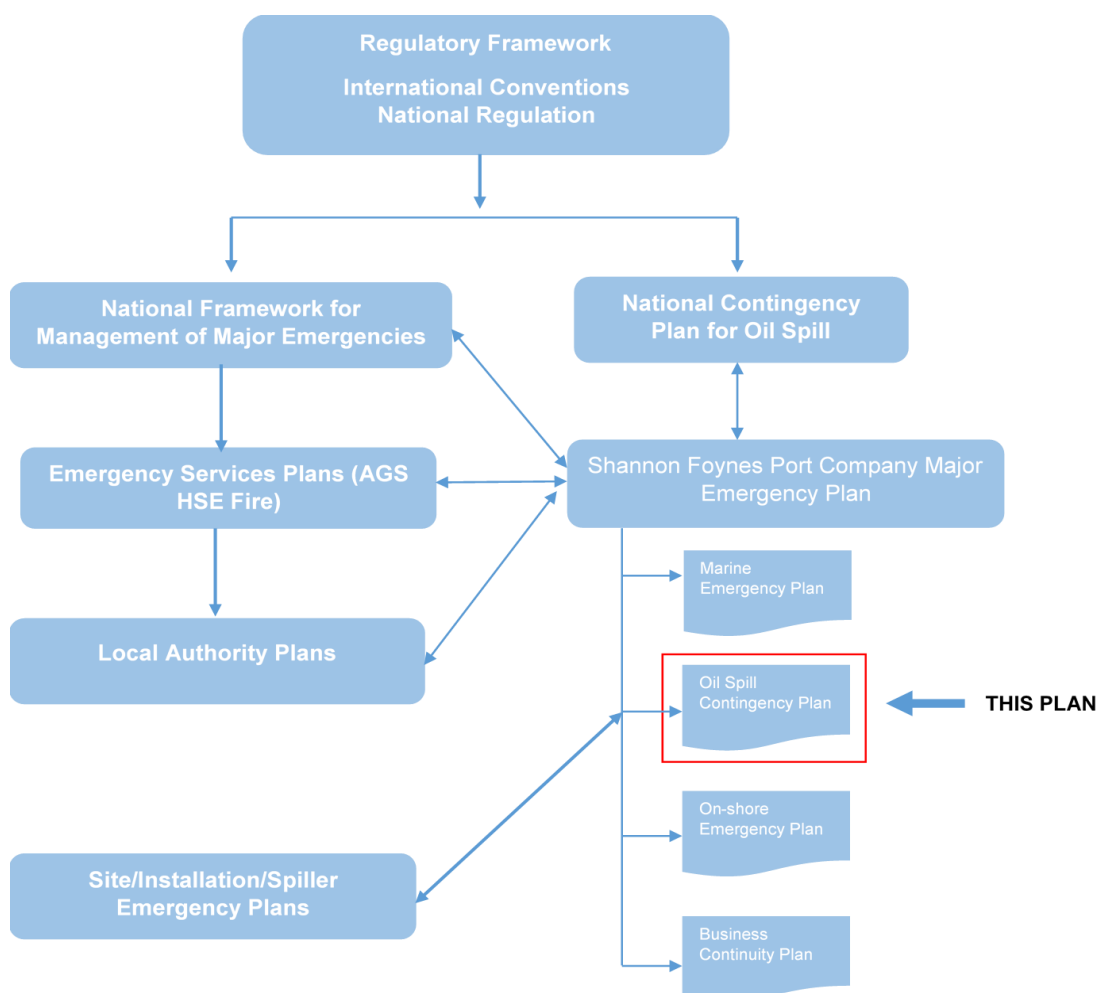 Regulatory Framework
International Conventions
National Regulation
National Framework for
Management of Major Emergencies
National Contingency
Plan for Oil Spill
Emergency Services Plans (AGS
HSE Fire)
Shannon Foynes Port Company Major
Emergency Plan
Marine
Emergency Plan
Local Authority Plans
Oil Spill
Contingency Plan
THIS PLAN
On-shore
Emergency Plan
Site/Installation/Spiller
Emergency Plans
Business
Continuity Plan